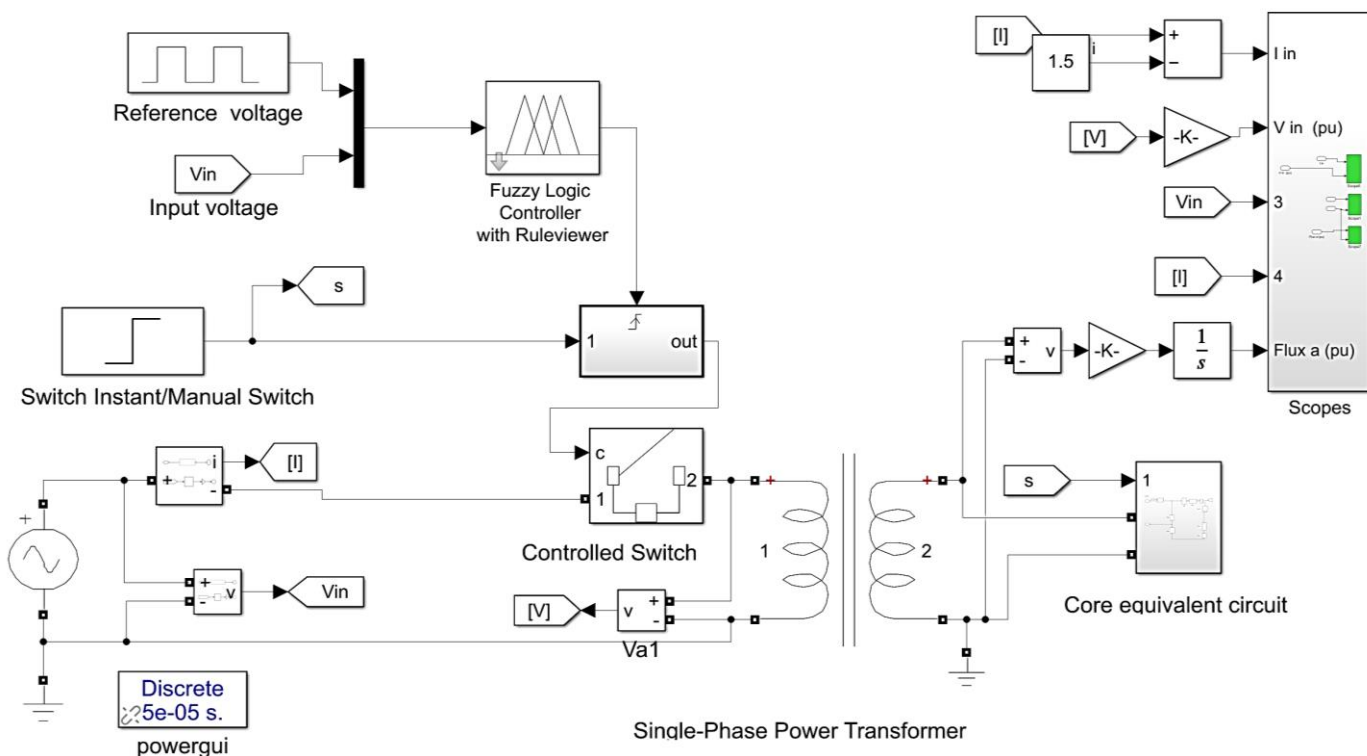 Reference voltage
Vin
Input voltage
Fuzzy Logic
Controller
with Ruleviewer
s
1
out
Switch Instant/Manual Switch
i
+
-
[I]
c
1
2
Controlled Switch
+
+
-
v
Vin
[V]
v
+
-
Va1
Discrete
5e-05 s.
powergui
+
1
+
2
Single-Phase Power Transformer
[I]
1.5
i
+
−
I in
[V]
-K-
V in (pu)
Vin
3
[I]
4
+
-
v
-K-
1
s
Flux a (pu)
Scopes
s
1
Core equivalent circuit